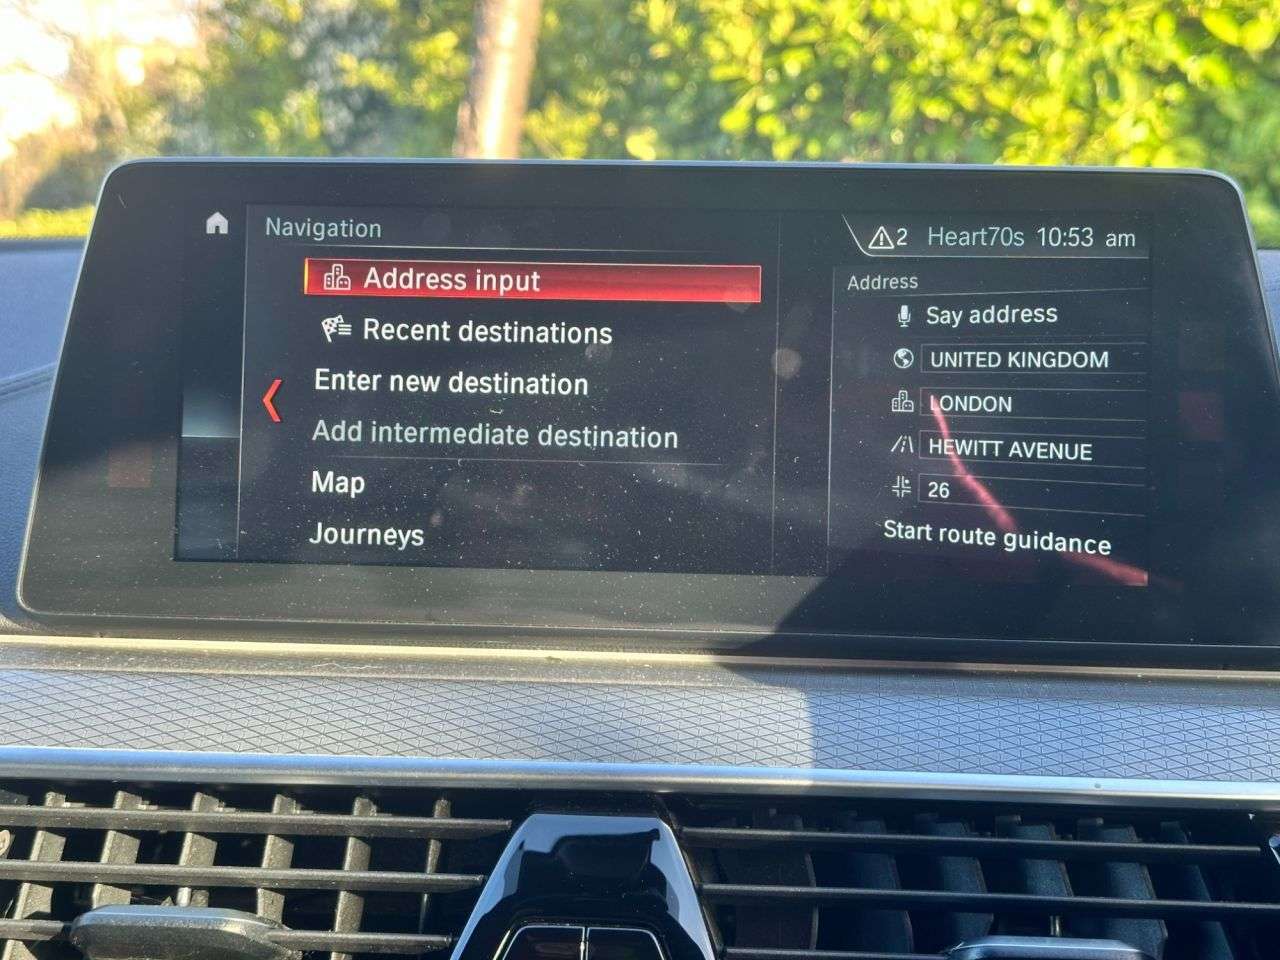 Navigation
Address input
Recent destinations
Enter new destination
Add intermediate destination
Map
Journeys
2 Heart70s 10:53 am
Address
Say address
UNITED KINGDOM
LONDON
HEWITT AVENUE
26
Start route guidance